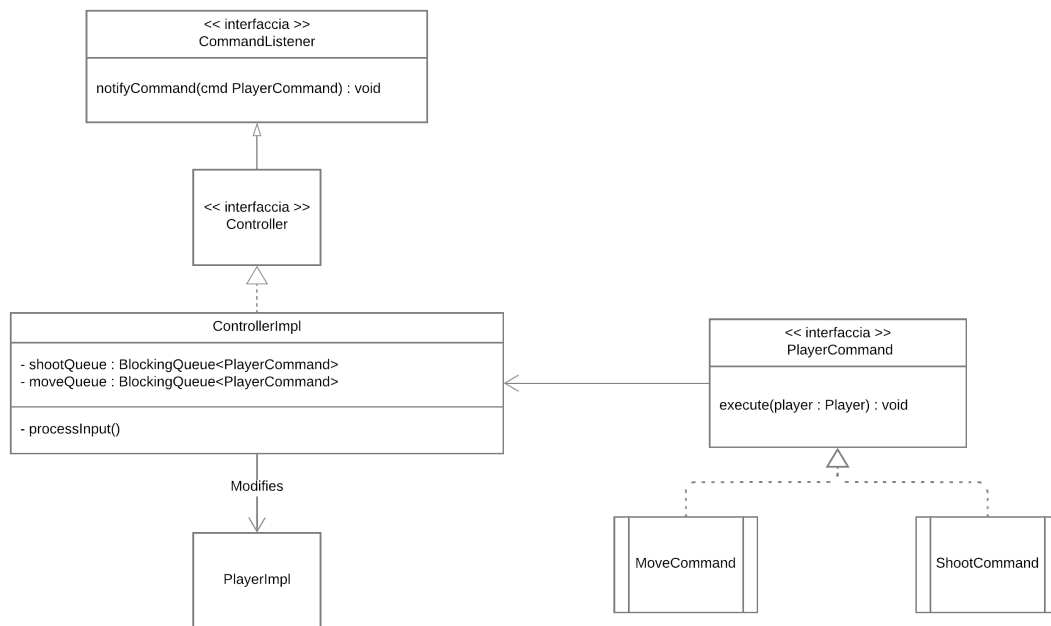 << interfaccia >>
CommandListener
notifyCommand(cmd PlayerCommand) : void
<< interfaccia >>
Controller
ControllerImpl
- shootQueue : BlockingQueue<PlayerCommand>
- moveQueue : BlockingQueue<PlayerCommand>
- processInput()
Modifies
PlayerImpl
<< interfaccia >>
PlayerCommand
execute(player : Player) : void
MoveCommand
ShootCommand